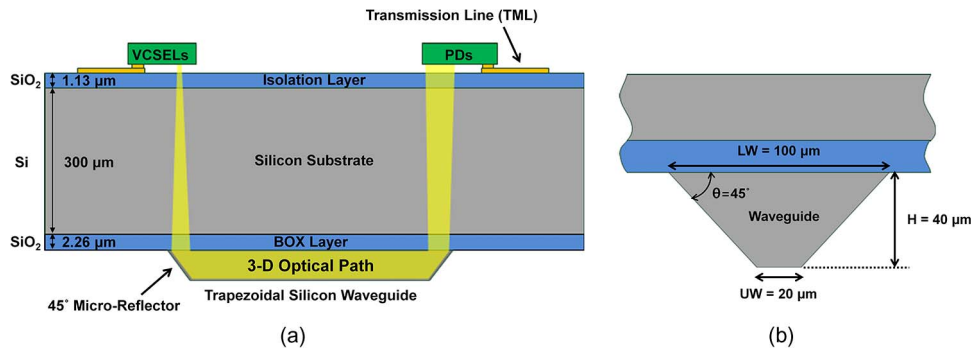 Transmission Line (TML)
VCSELs
PDs
SiO2
1.13 µm
Isolation Layer
Si
300 µm
Silicon Substrate
SiO2
2.26 µm
BOX Layer
3-D Optical Path
45° Micro-Reflector
Trapezoidal Silicon Waveguide
(a)
LW = 100 µm
θ=45°
Waveguide
H = 40 µm
UW = 20 µm
(b)